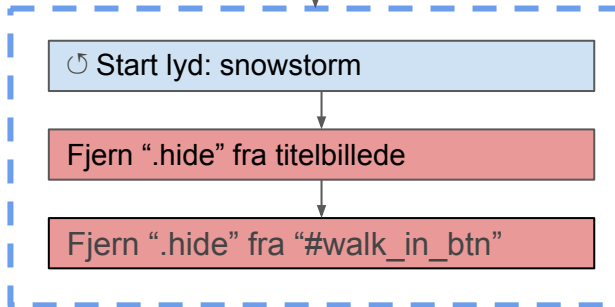 ↺ Start lyd: snowstorm
Fjern “.hide” fra titelbillede
Fjern “.hide” fra “#walk_in_btn”